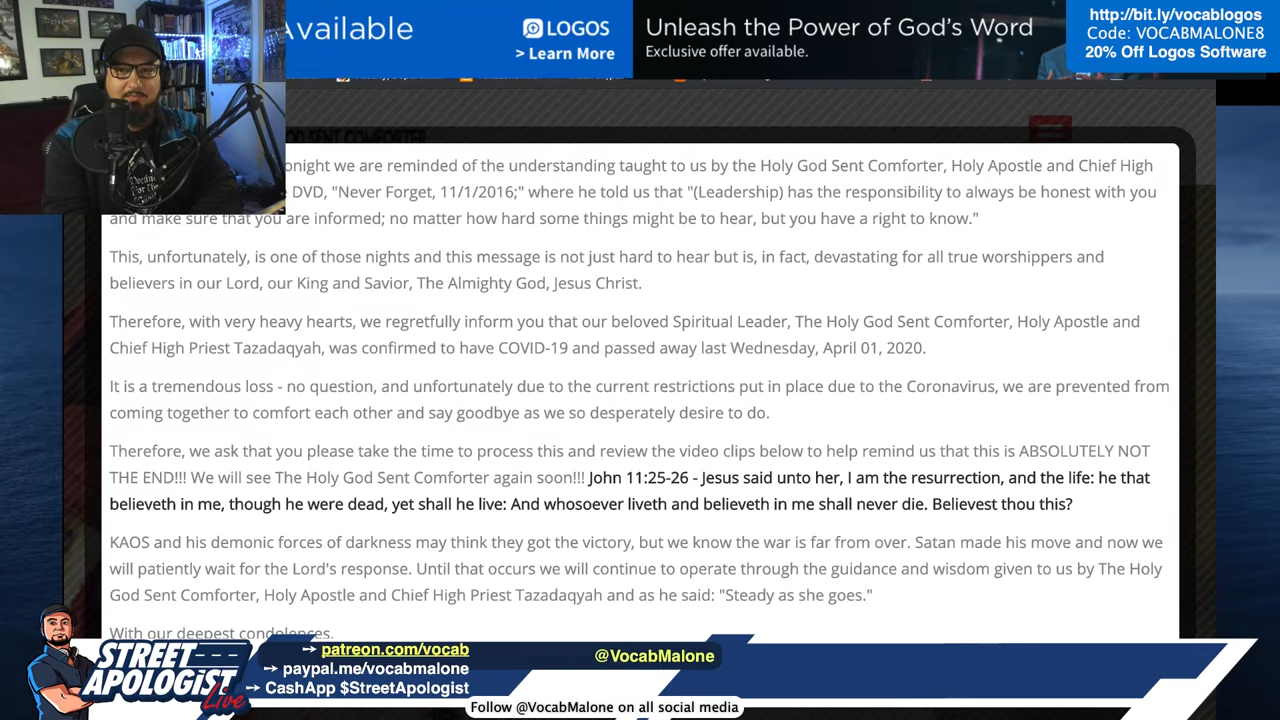 Available
LOGOS
> Learn More
Unleash the Power of God's Word
Exclusive offer available.
http://bit.ly/vocablogos
Code: VOCABMALONE8
20% Off Logos Software
SENT COMFORTER
onight we are reminded of the understanding taught to us by the Holy God Sent Comforter, Holy Apostle and Chief High
DVD, "Never Forget, 11/1/2016;" where he told us that "(Leadership) has the responsibility to always be honest with you
and make sure that you are informed; no matter how hard some things might be to hear, but you have a right to know."
This, unfortunately, is one of those nights and this message is not just hard to hear but is, in fact, devastating for all true worshippers and
believers in our Lord, our King and Savior, The Almighty God, Jesus Christ.
Therefore, with very heavy hearts, we regretfully inform you that our beloved Spiritual Leader, The Holy God Sent Comforter, Holy Apostle and
Chief High Priest Tazadaqyah, was confirmed to have COVID-19 and passed away last Wednesday, April 01, 2020.
It is a tremendous loss - no question, and unfortunately due to the current restrictions put in place due to the Coronavirus, we are prevented from
coming together to comfort each other and say goodbye as we so desperately desire to do.
Therefore, we ask that you please take the time to process this and review the video clips below to help remind us that this is ABSOLUTELY NOT
THE END!!! We will see The Holy God Sent Comforter again soon!!! John 11:25-26 - Jesus said unto her, I am the resurrection, and the life: he that
believeth in me, though he were dead, yet shall he live: And whosoever liveth and believeth in me shall never die. Believest thou this?
KAOS and his demonic forces of darkness may think they got the victory, but we know the war is far from over. Satan made his move and now we
will patiently wait for the Lord's response. Until that occurs we will continue to operate through the guidance and wisdom given to us by The Holy
God Sent Comforter, Holy Apostle and Chief High Priest Tazadaqyah and as he said: "Steady as she goes."
With our deepest condolences.
STREET
APOLOGIST
Live
➙ patreon.com/vocab
➙ paypal.me/vocabmalone
➙ CashApp $StreetApologist
@VocabMalone
Follow @VocabMalone on all social media